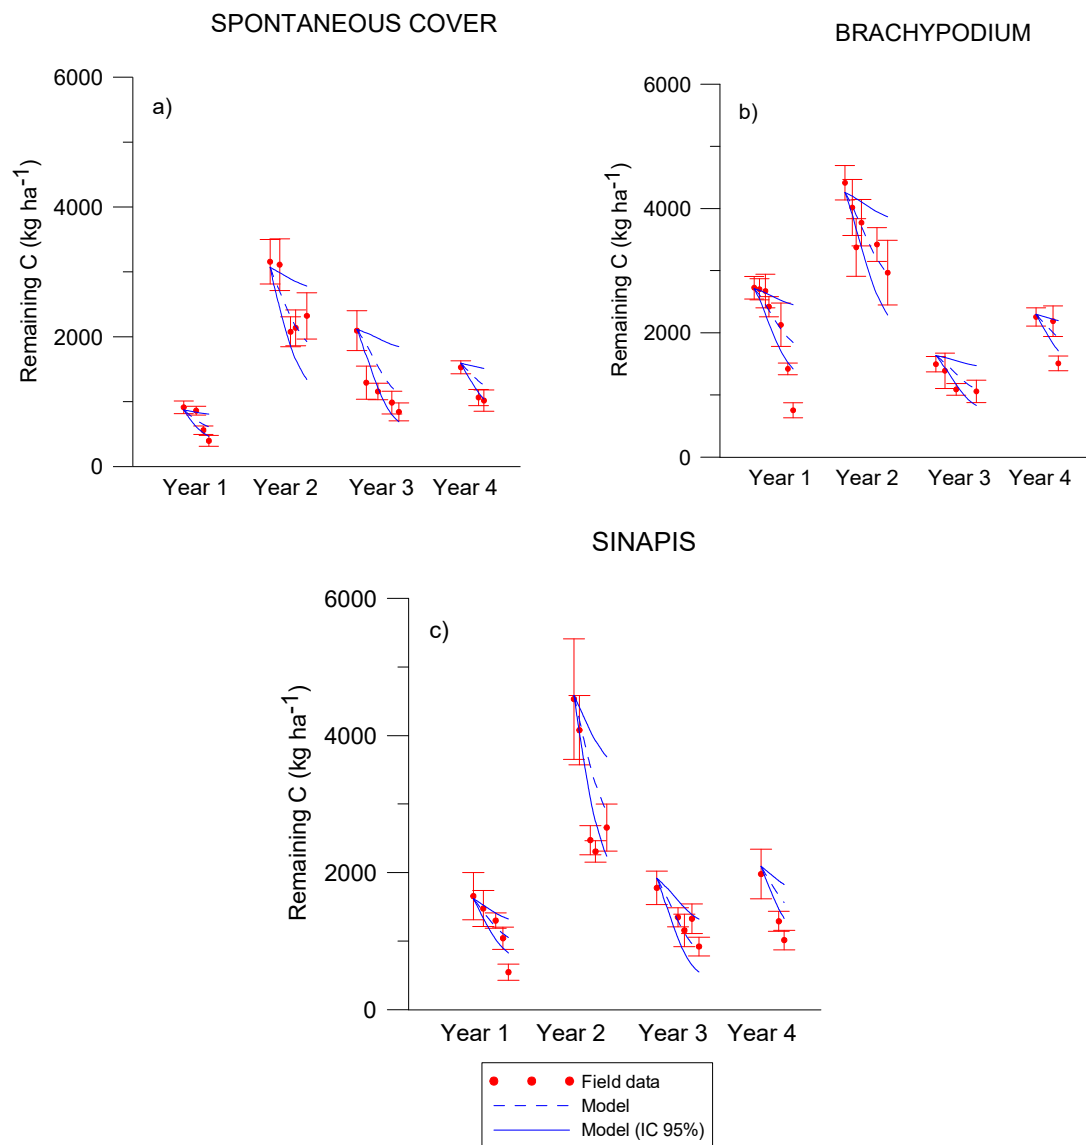 SPONTANEOUS COVER
a)
Remaining C (kg ha⁻¹)
6000
4000
2000
0
Year 1 Year 2 Year 3 Year 4
BRACHYPODIUM
b)
Remaining C (kg ha⁻¹)
6000
4000
2000
0
Year 1 Year 2 Year 3 Year 4
SINAPIS
c)
Remaining C (kg ha⁻¹)
6000
4000
2000
0
Year 1 Year 2 Year 3 Year 4
Field data
Model
Model (IC 95%)